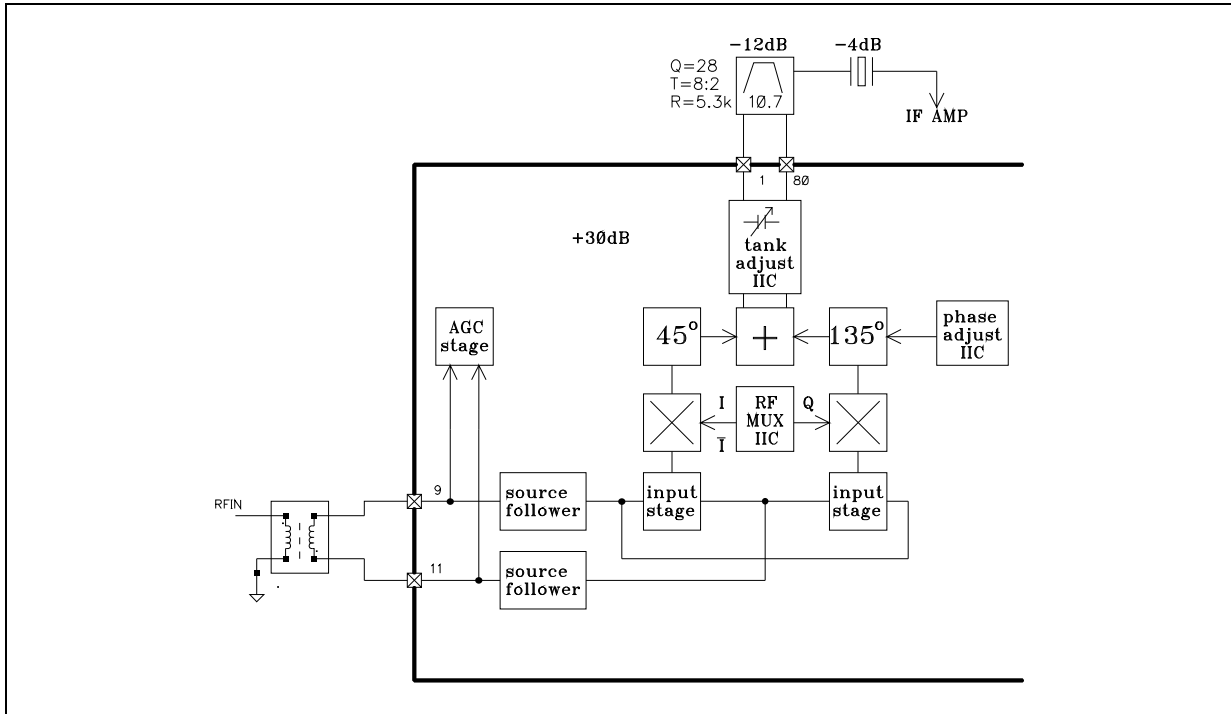 -12dB
-4dB
Q=28
T=8:2
R=5.3k
10.7
IF AMP
1
80
+30dB
tank
adjust
IIC
AGC
stage
45°
+
135°
phase
adjust
IIC
I
Ī
RF
MUX
IIC
Q
9
source
follower
input
stage
input
stage
RFIN
11
source
follower